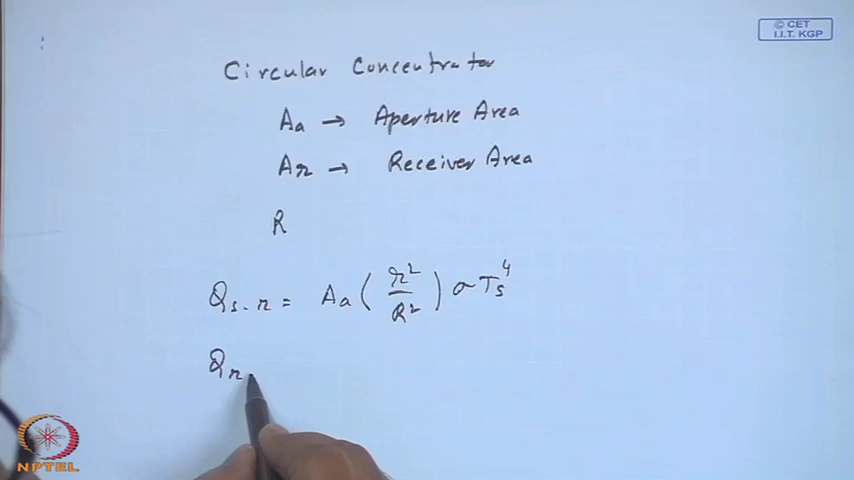 © CET
I.I.T. KGP
Circular Concentrator
Aa → Aperture Area
Ar → Receiver Area
R
Qs-r = Aa (r²/R²) σ Ts⁴
Qr
NPTEL